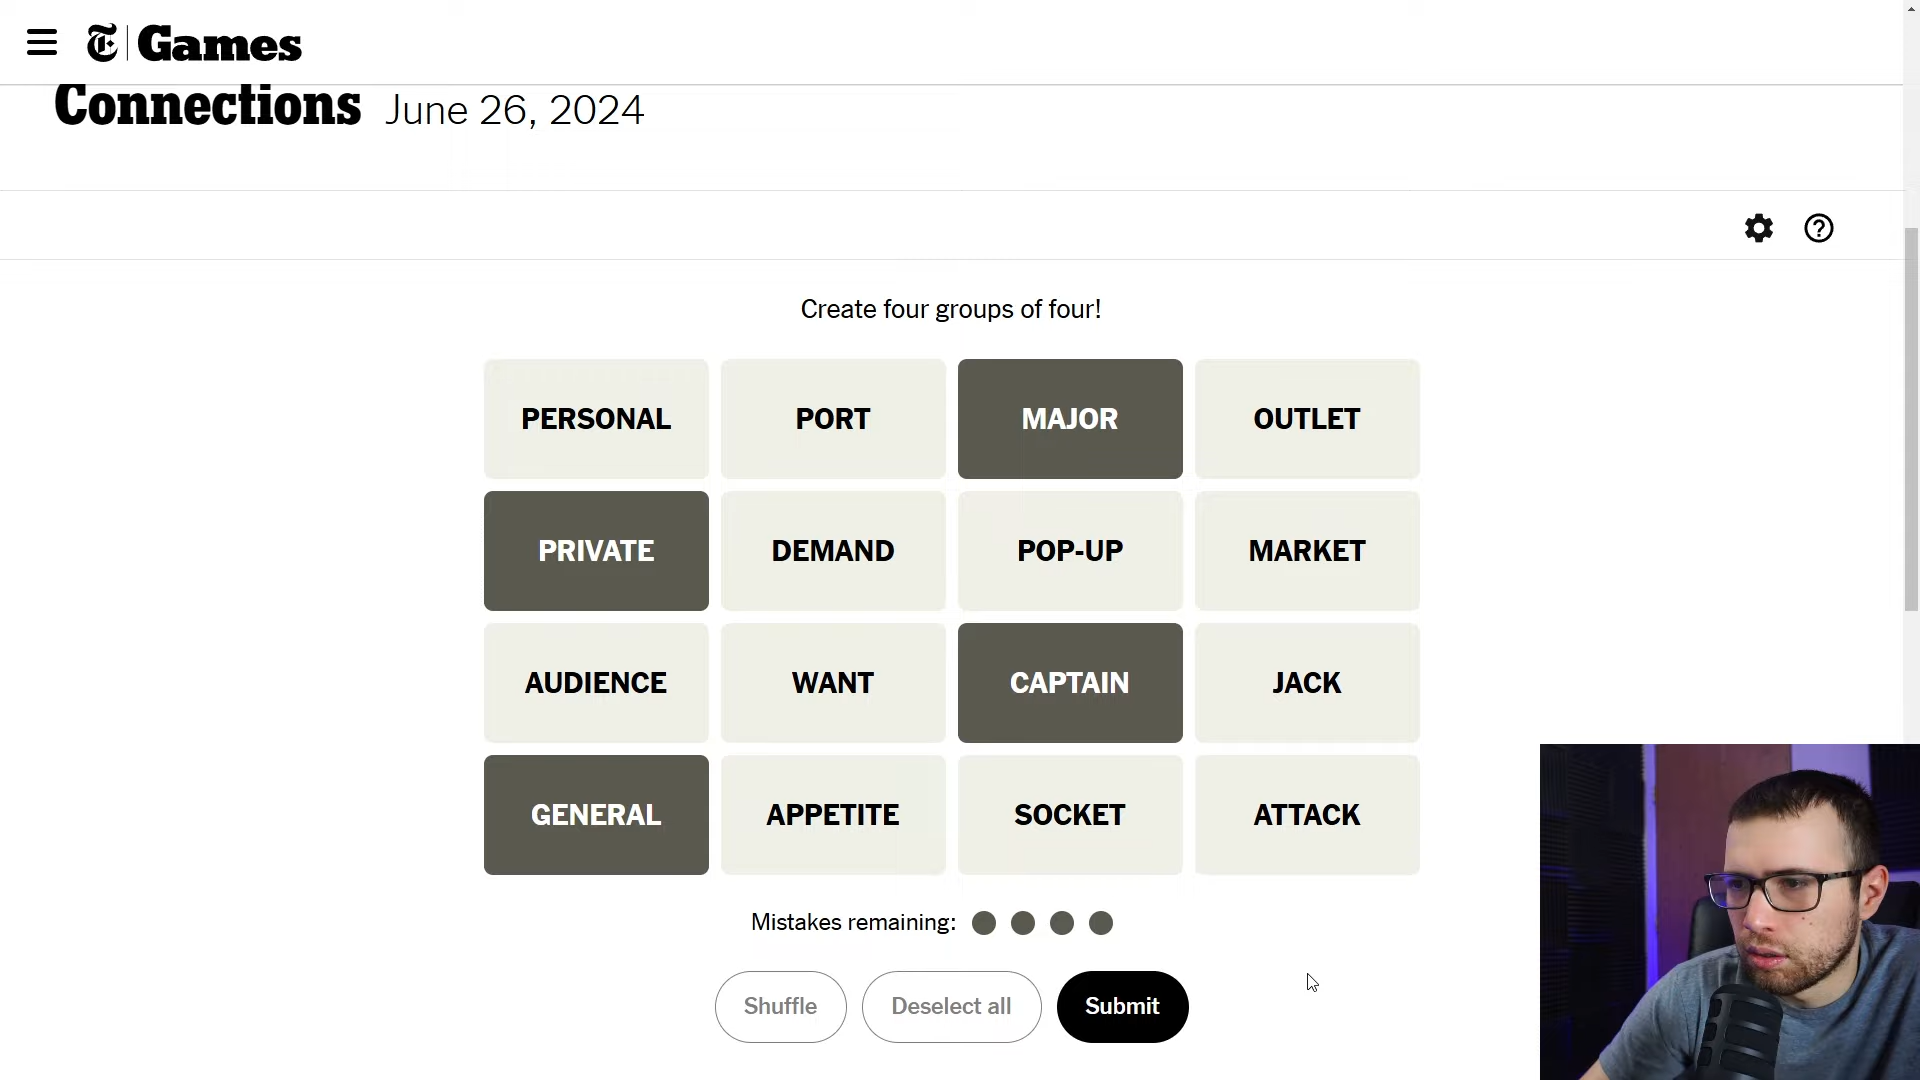 T Games
Connections June 26, 2024
Create four groups of four!
PERSONAL PORT MAJOR OUTLET
PRIVATE DEMAND POP-UP MARKET
AUDIENCE WANT CAPTAIN JACK
GENERAL APPETITE SOCKET ATTACK
Mistakes remaining:
Shuffle Deselect all Submit